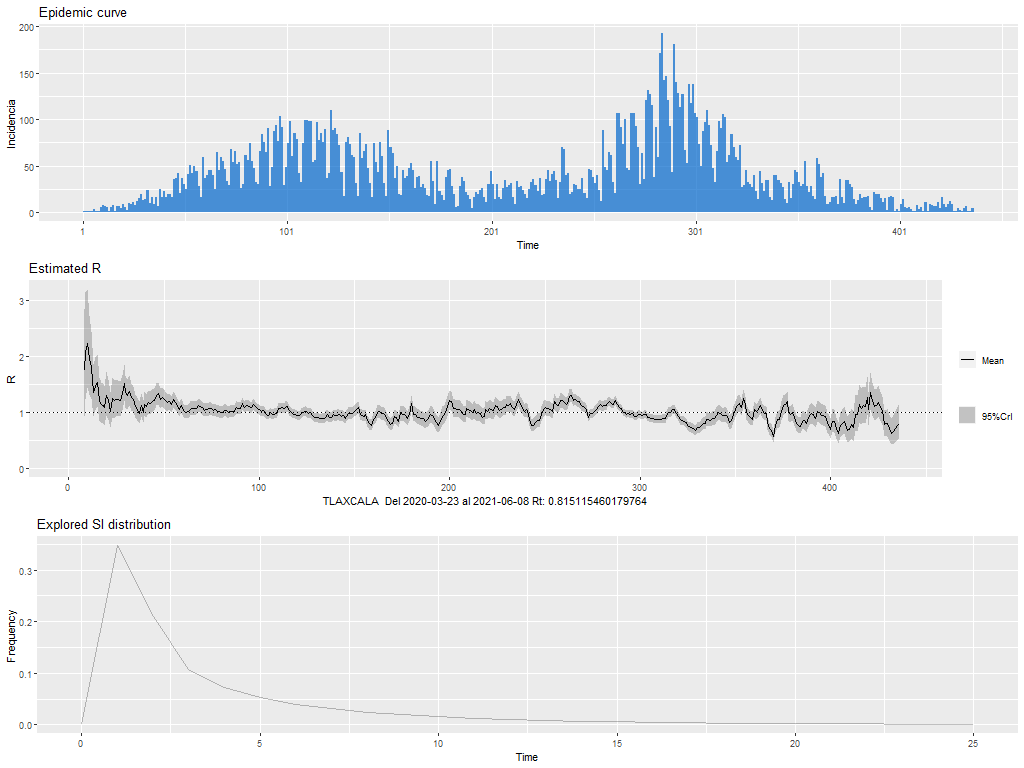 Epidemic curve
200
150
100
50
0
Incidencia
1 101 201 301 401
Time
Estimated R
3
2
1
0
R
0 100 200 300 400
TLAXCALA Del 2020-03-23 al 2021-06-08 Rt: 0.815115460179764
Mean
95%CrI
Explored SI distribution
0.3
0.2
0.1
0.0
Frequency
0 5 10 15 20 25
Time